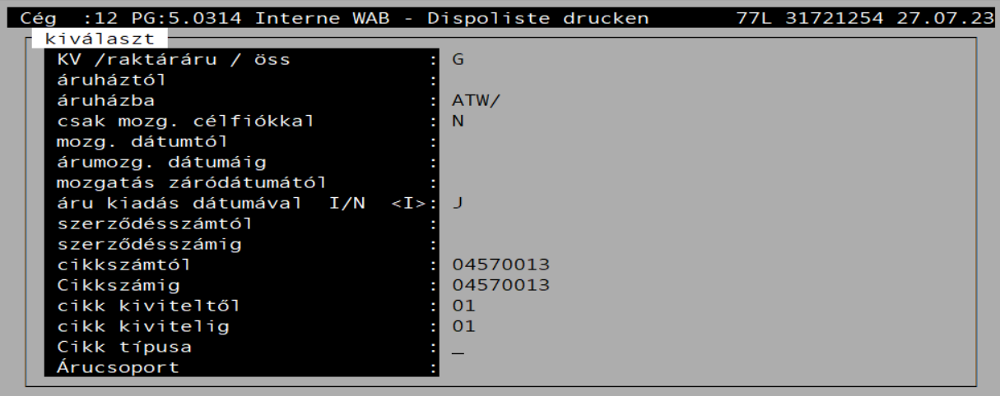 Cég :12 PG:5.0314 Interne WAB - Dispoliste drucken 77L 31721254 27.07.23
kiválaszt
KV /raktáráru / öss : G
áruháztól :
áruházba : ATW/
csak mozg. célfiókkal : N
mozg. dátumtól :
árumozg. dátumáig :
mozgatás záródátumától :
áru kiadás dátumával I/N <I>: J
szerződésszámtól :
szerződésszámig :
cikkszámtól : 04570013
Cikkszámig : 04570013
cikk kiviteltől : 01
cikk kivitelig : 01
Cikk típusa : _
Árucsoport :